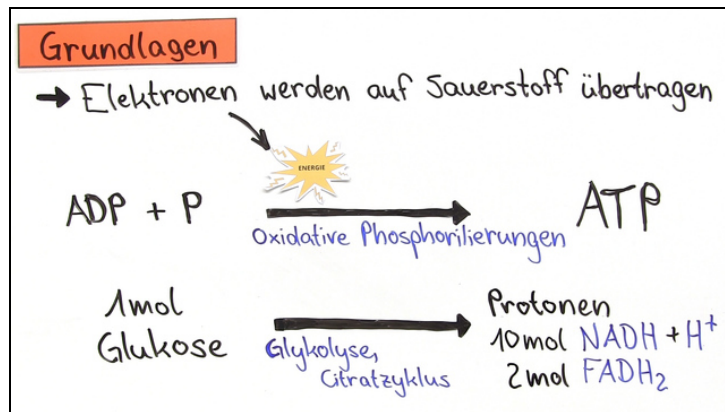 Grundlagen
→ Elektronen werden auf Sauerstoff übertragen
ENERGIE
ADP + P
ATP
Oxidative Phosphorilierungen
1mol
Glukose
Glykolyse,
Citratzyklus
Protonen
10mol NADH + H⁺
2mol FADH₂